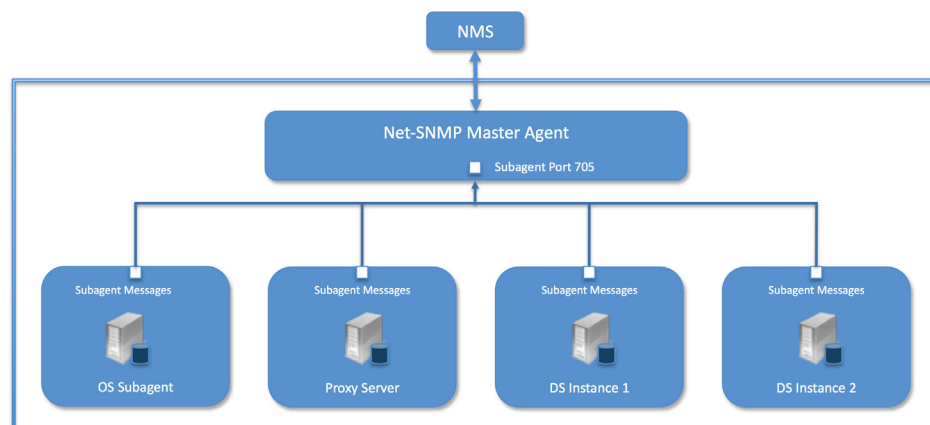 NMS
Net-SNMP Master Agent
Subagent Port 705
Subagent Messages
Subagent Messages
Subagent Messages
Subagent Messages
OS Subagent
Proxy Server
DS Instance 1
DS Instance 2